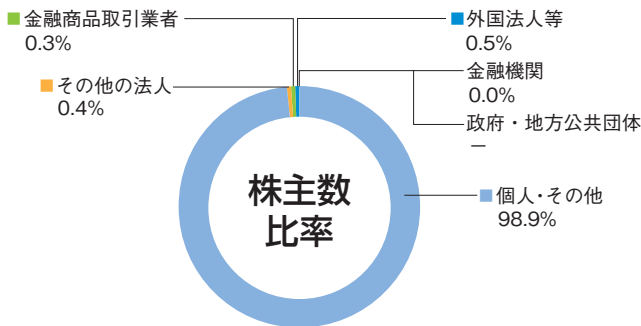 金融商品取引業者
0.3%
その他の法人
0.4%
外国法人等
0.5%
金融機関
0.0%
政府・地方公共団体
—
株主数
比率
個人・その他
98.9%